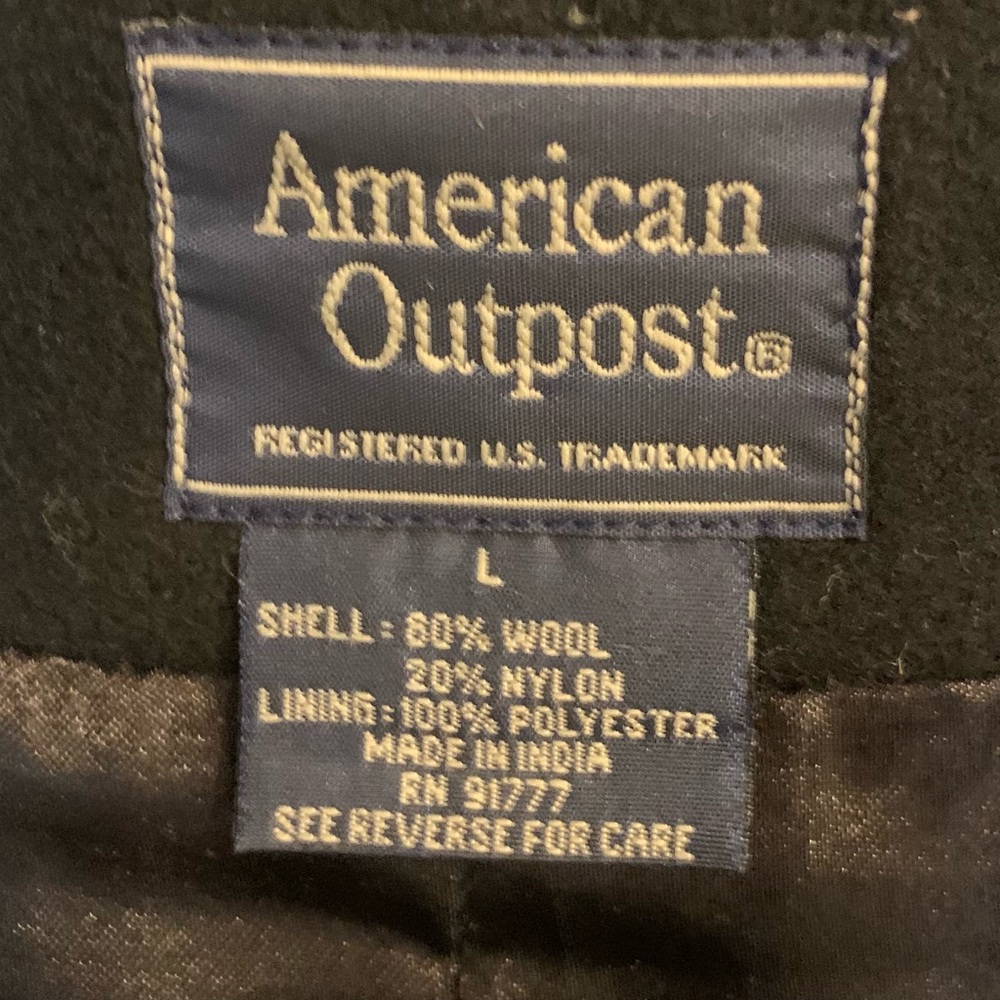 American
Outpost®
REGISTERED U.S. TRADEMARK
L
SHELL: 80% WOOL
20% NYLON
LINING: 100% POLYESTER
MADE IN INDIA
RN 91777
SEE REVERSE FOR CARE